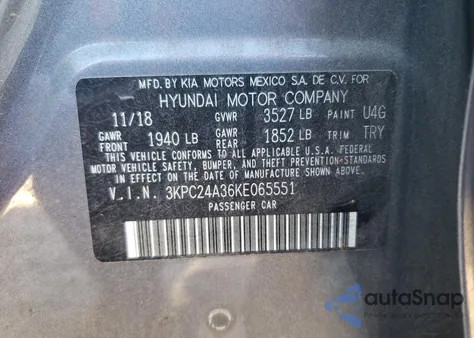 MFD. BY KIA MOTORS MEXICO S.A. DE C.V. FOR
HYUNDAI MOTOR COMPANY
11/18 GVWR 3527 LB PAINT U4G
GAWR FRONT 1940 LB GAWR REAR 1852 LB TRIM TRY
THIS VEHICLE CONFORMS TO ALL APPLICABLE FEDERAL
MOTOR VEHICLE SAFETY, BUMPER, AND THEFT PREVENTION STANDARDS
IN EFFECT ON THE DATE OF MANUFACTURE SHOWN ABOVE.
V.I.N. 3KPC24A36KE065551
PASSENGER CAR
autoSnap